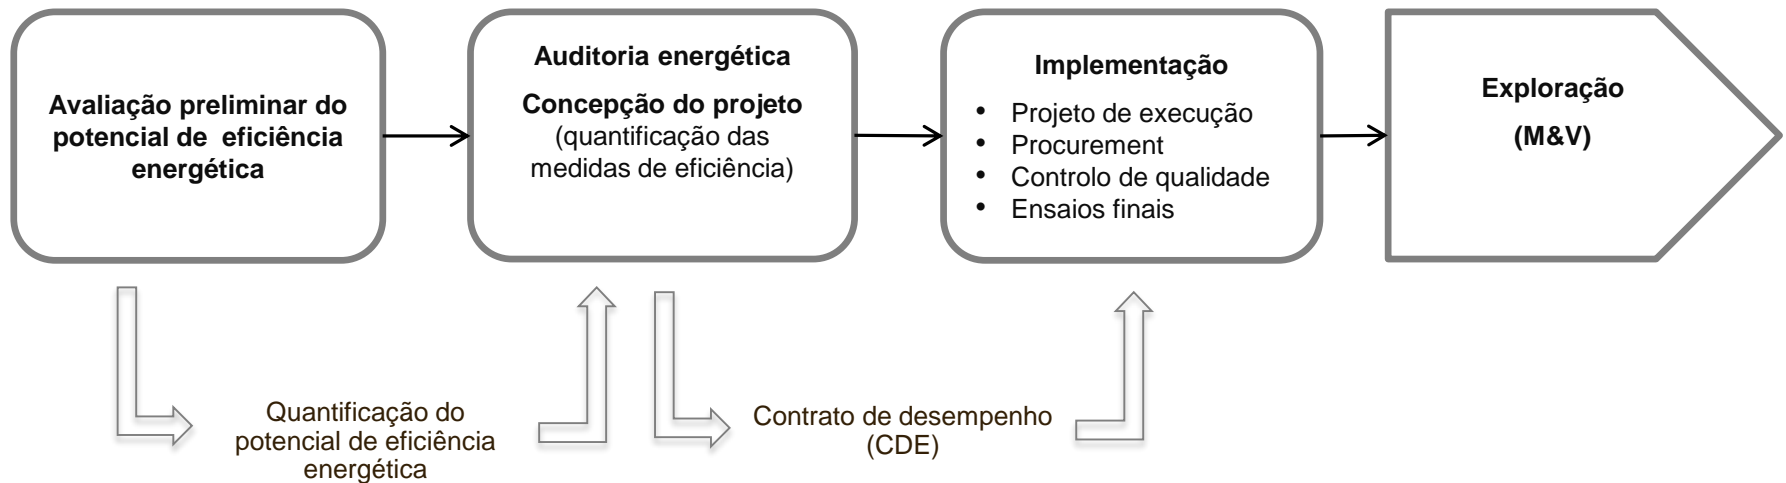 Avaliação preliminar do
potencial de eficiência
energética
Auditoria energética
Concepção do projeto
(quantificação das
medidas de eficiência)
Implementação
• Projeto de execução
• Procurement
• Controlo de qualidade
• Ensaios finais
Exploração
(M&V)
Quantificação do
potencial de eficiência
energética
Contrato de desempenho
(CDE)